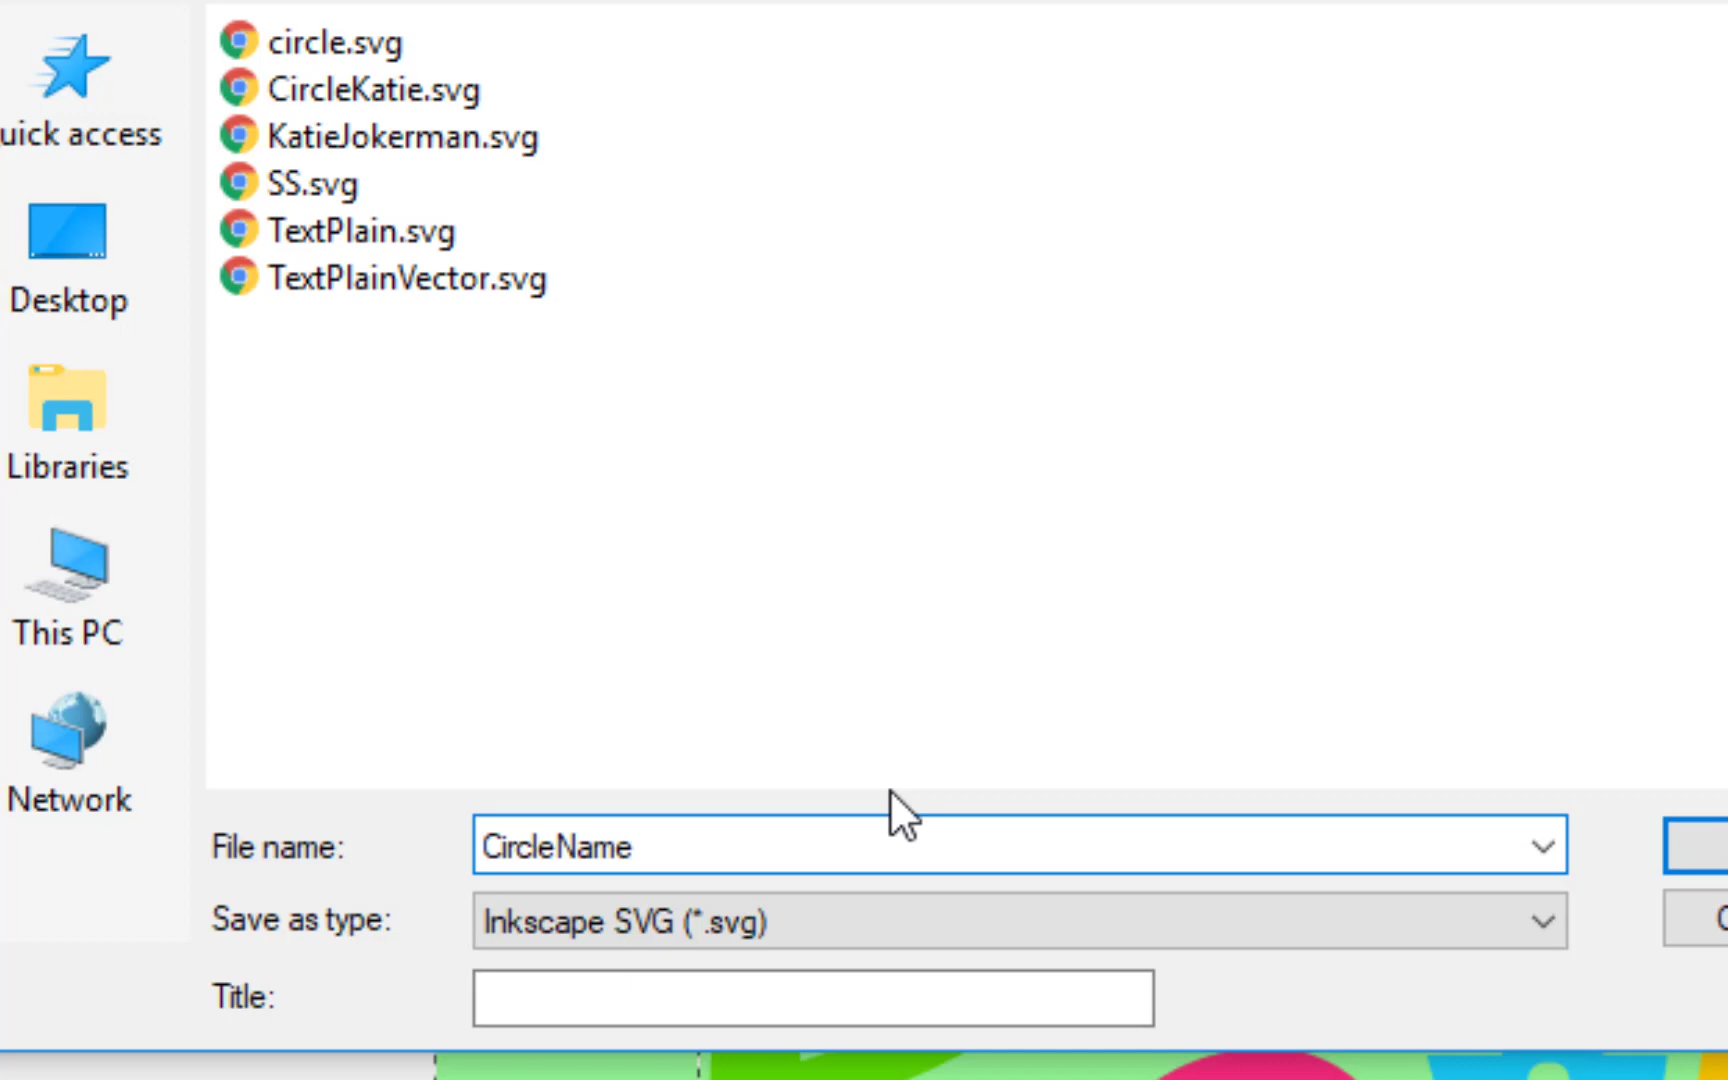 circle.svg
CircleKatie.svg
KatieJokerman.svg
SS.svg
TextPlain.svg
TextPlainVector.svg
uick access
Desktop
Libraries
This PC
Network
File name: CircleName
Save as type: Inkscape SVG (*.svg)
Title: